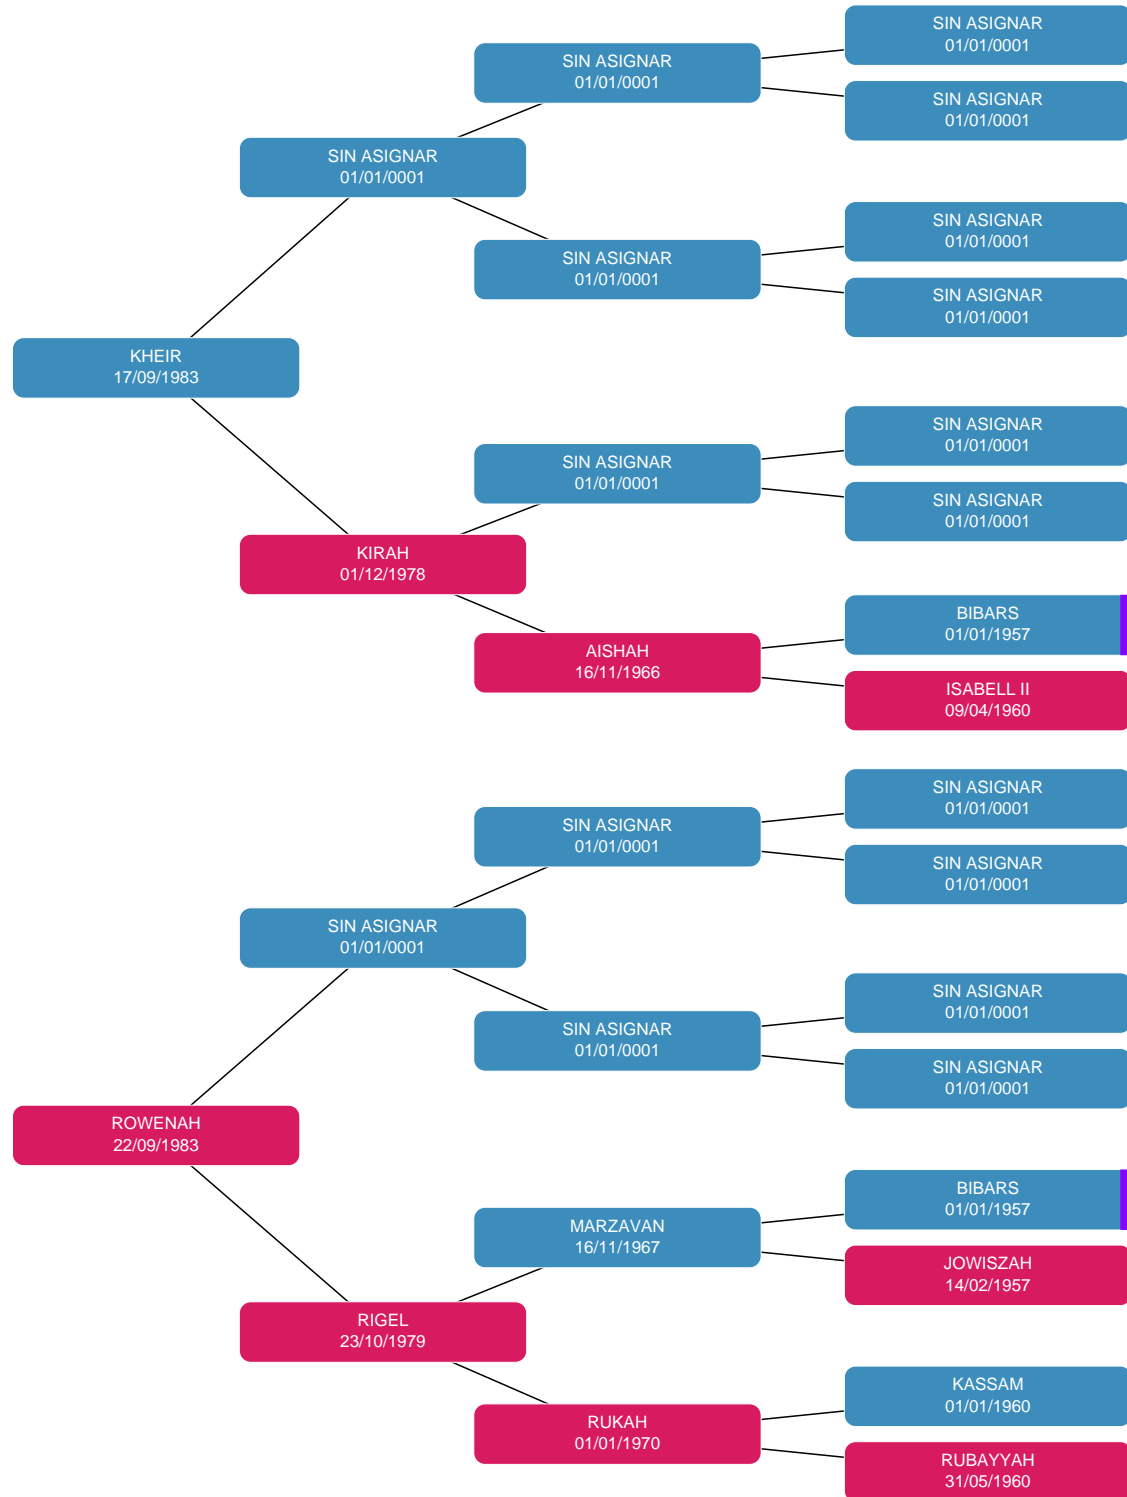 SIN ASIGNAR
01/01/0001
SIN ASIGNAR
01/01/0001
SIN ASIGNAR
01/01/0001
SIN ASIGNAR
01/01/0001
SIN ASIGNAR
01/01/0001
SIN ASIGNAR
01/01/0001
SIN ASIGNAR
01/01/0001
KHEIR
17/09/1983
SIN ASIGNAR
01/01/0001
SIN ASIGNAR
01/01/0001
SIN ASIGNAR
01/01/0001
KIRAH
01/12/1978
BIBARS
01/01/1957
AISHAH
16/11/1966
ISABELL II
09/04/1960
SIN ASIGNAR
01/01/0001
SIN ASIGNAR
01/01/0001
SIN ASIGNAR
01/01/0001
SIN ASIGNAR
01/01/0001
SIN ASIGNAR
01/01/0001
SIN ASIGNAR
01/01/0001
SIN ASIGNAR
01/01/0001
ROWENAH
22/09/1983
BIBARS
01/01/1957
MARZAVAN
16/11/1967
JOWISZAH
14/02/1957
RIGEL
23/10/1979
KASSAM
01/01/1960
RUKAH
01/01/1970
RUBAYYAH
31/05/1960